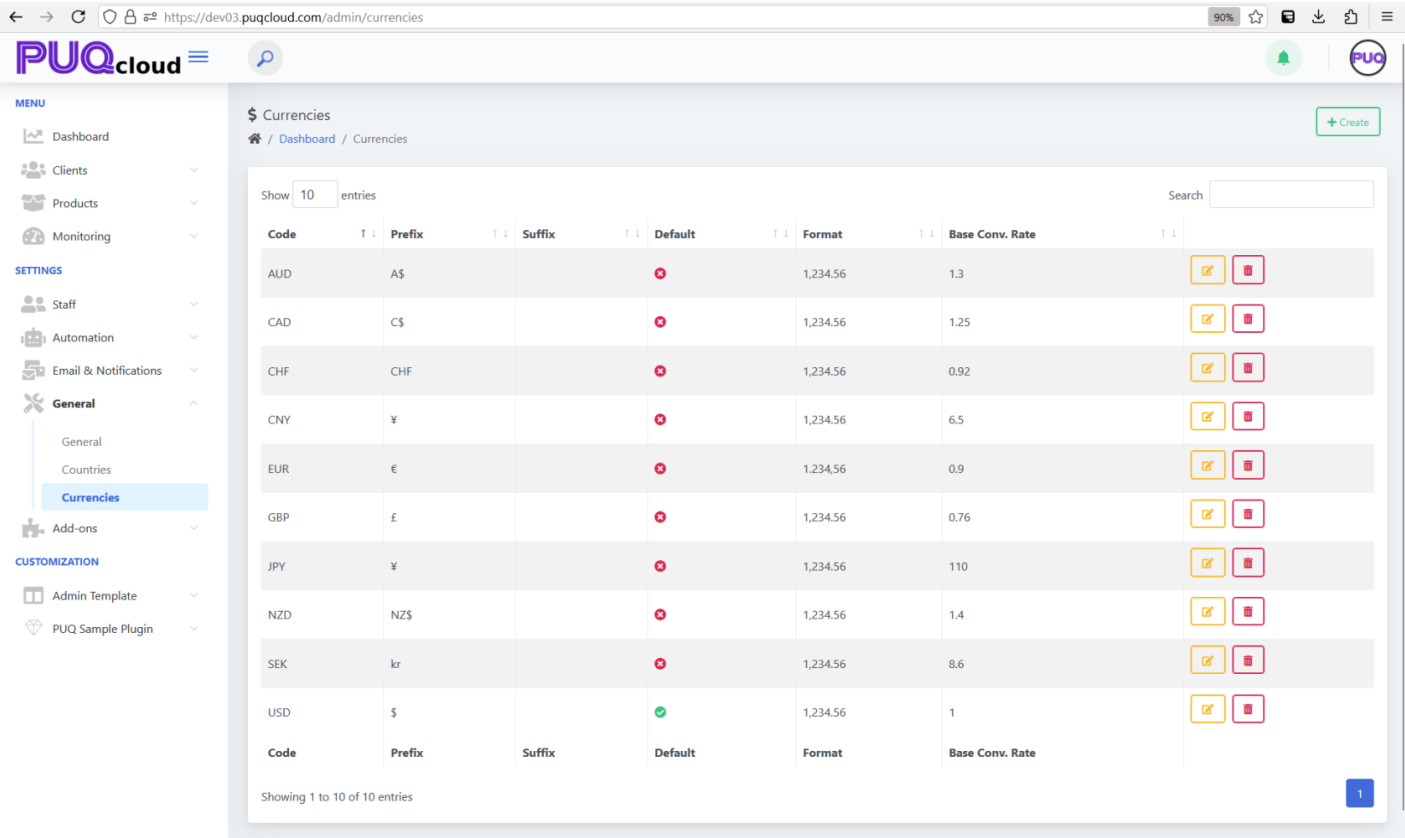 https://dev03.puqcloud.com/admin/currencies
90%
PUQcloud
PUQ
MENU
Dashboard
Clients
Products
Monitoring
SETTINGS
Staff
Automation
Email & Notifications
General
General
Countries
Currencies
Add-ons
CUSTOMIZATION
Admin Template
PUQ Sample Plugin
$ Currencies
/ Dashboard / Currencies
+ Create
Show 10 entries
Search
Code Prefix Suffix Default Format Base Conv. Rate
AUD A$ 1,234.56 1.3
CAD C$ 1,234.56 1.25
CHF CHF 1,234.56 0.92
CNY ¥ 1,234.56 6.5
EUR € 1.234,56 0.9
GBP £ 1,234.56 0.76
JPY ¥ 1,234.56 110
NZD NZ$ 1,234.56 1.4
SEK kr 1,234.56 8.6
USD $ 1,234.56 1
Code Prefix Suffix Default Format Base Conv. Rate
Showing 1 to 10 of 10 entries
1